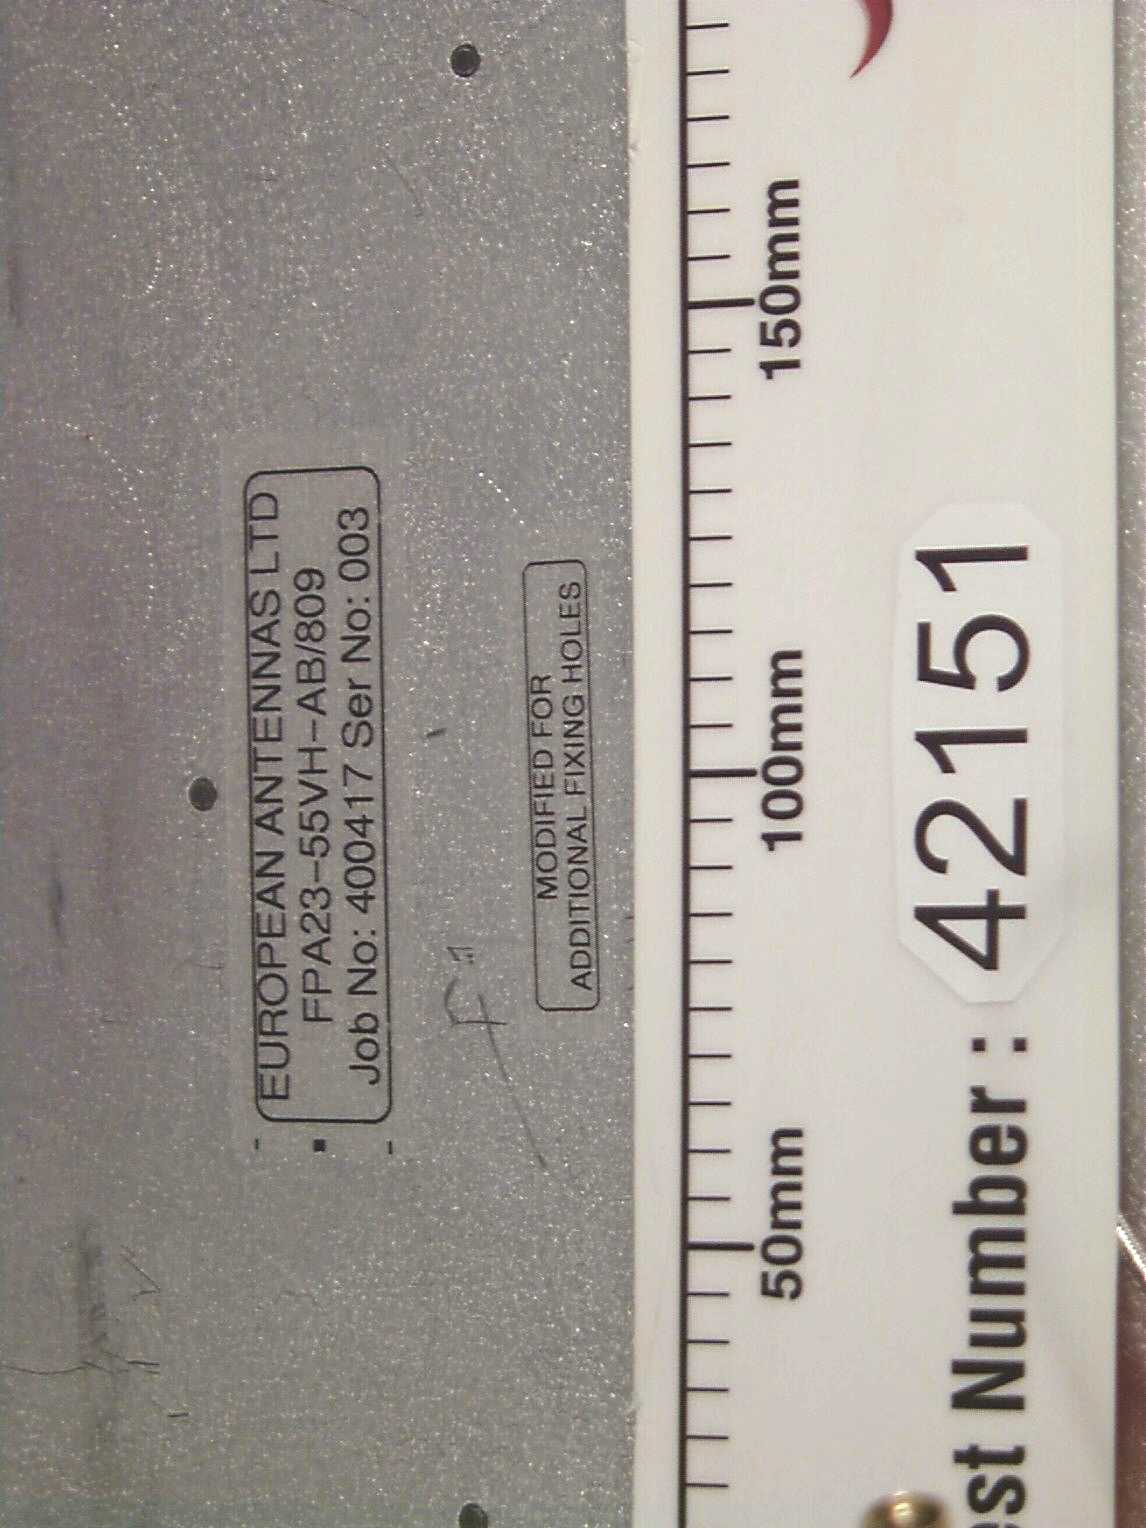 EUROPEAN ANTENNAS LTD
FPA23-55VH-AB/809
Job No: 400417 Ser No: 003
MODIFIED FOR
ADDITIONAL FIXING HOLES
50mm
100mm
150mm
est Number : 42151